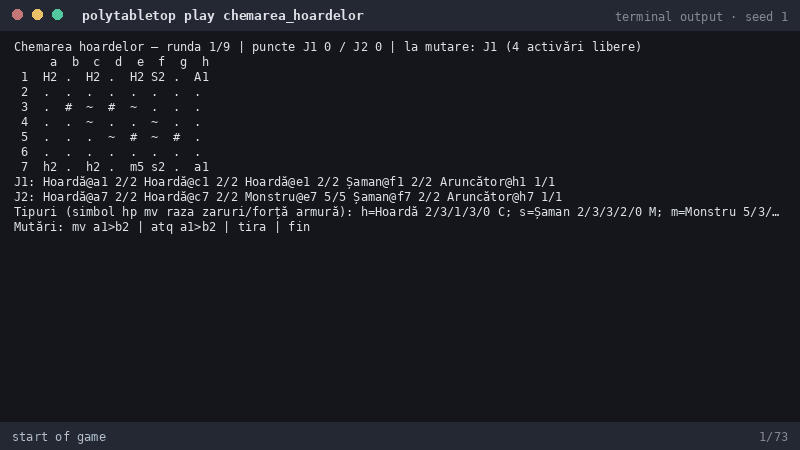 polytabletop play chemarea_hoardelor
terminal output · seed 1
Chemarea hoardelor — runda 1/9 | puncte J1 0 / J2 0 | la mutare: J1 (4 activări libere)
a b c d e f g h
1 H2 . H2 . H2 S2 . A1
2 . . . . . . . .
3 . # ~ # ~ . . .
4 . . ~ . . ~ . .
5 . . . ~ # ~ # .
6 . . . . . . . .
7 h2 . h2 . m5 s2 . a1
J1: Hoardă@a1 2/2 Hoardă@c1 2/2 Hoardă@e1 2/2 Șaman@f1 2/2 Aruncător@h1 1/1
J2: Hoardă@a7 2/2 Hoardă@c7 2/2 Monstru@e7 5/5 Șaman@f7 2/2 Aruncător@h7 1/1
Tipuri (simbol hp mv raza zaruri/forță armură): h=Hoardă 2/3/1/3/0 C; s=Șaman 2/3/3/2/0 M; m=Monstru 5/3/…
Mutări: mv a1>b2 | atq a1>b2 | tira | fin
start of game
1/73